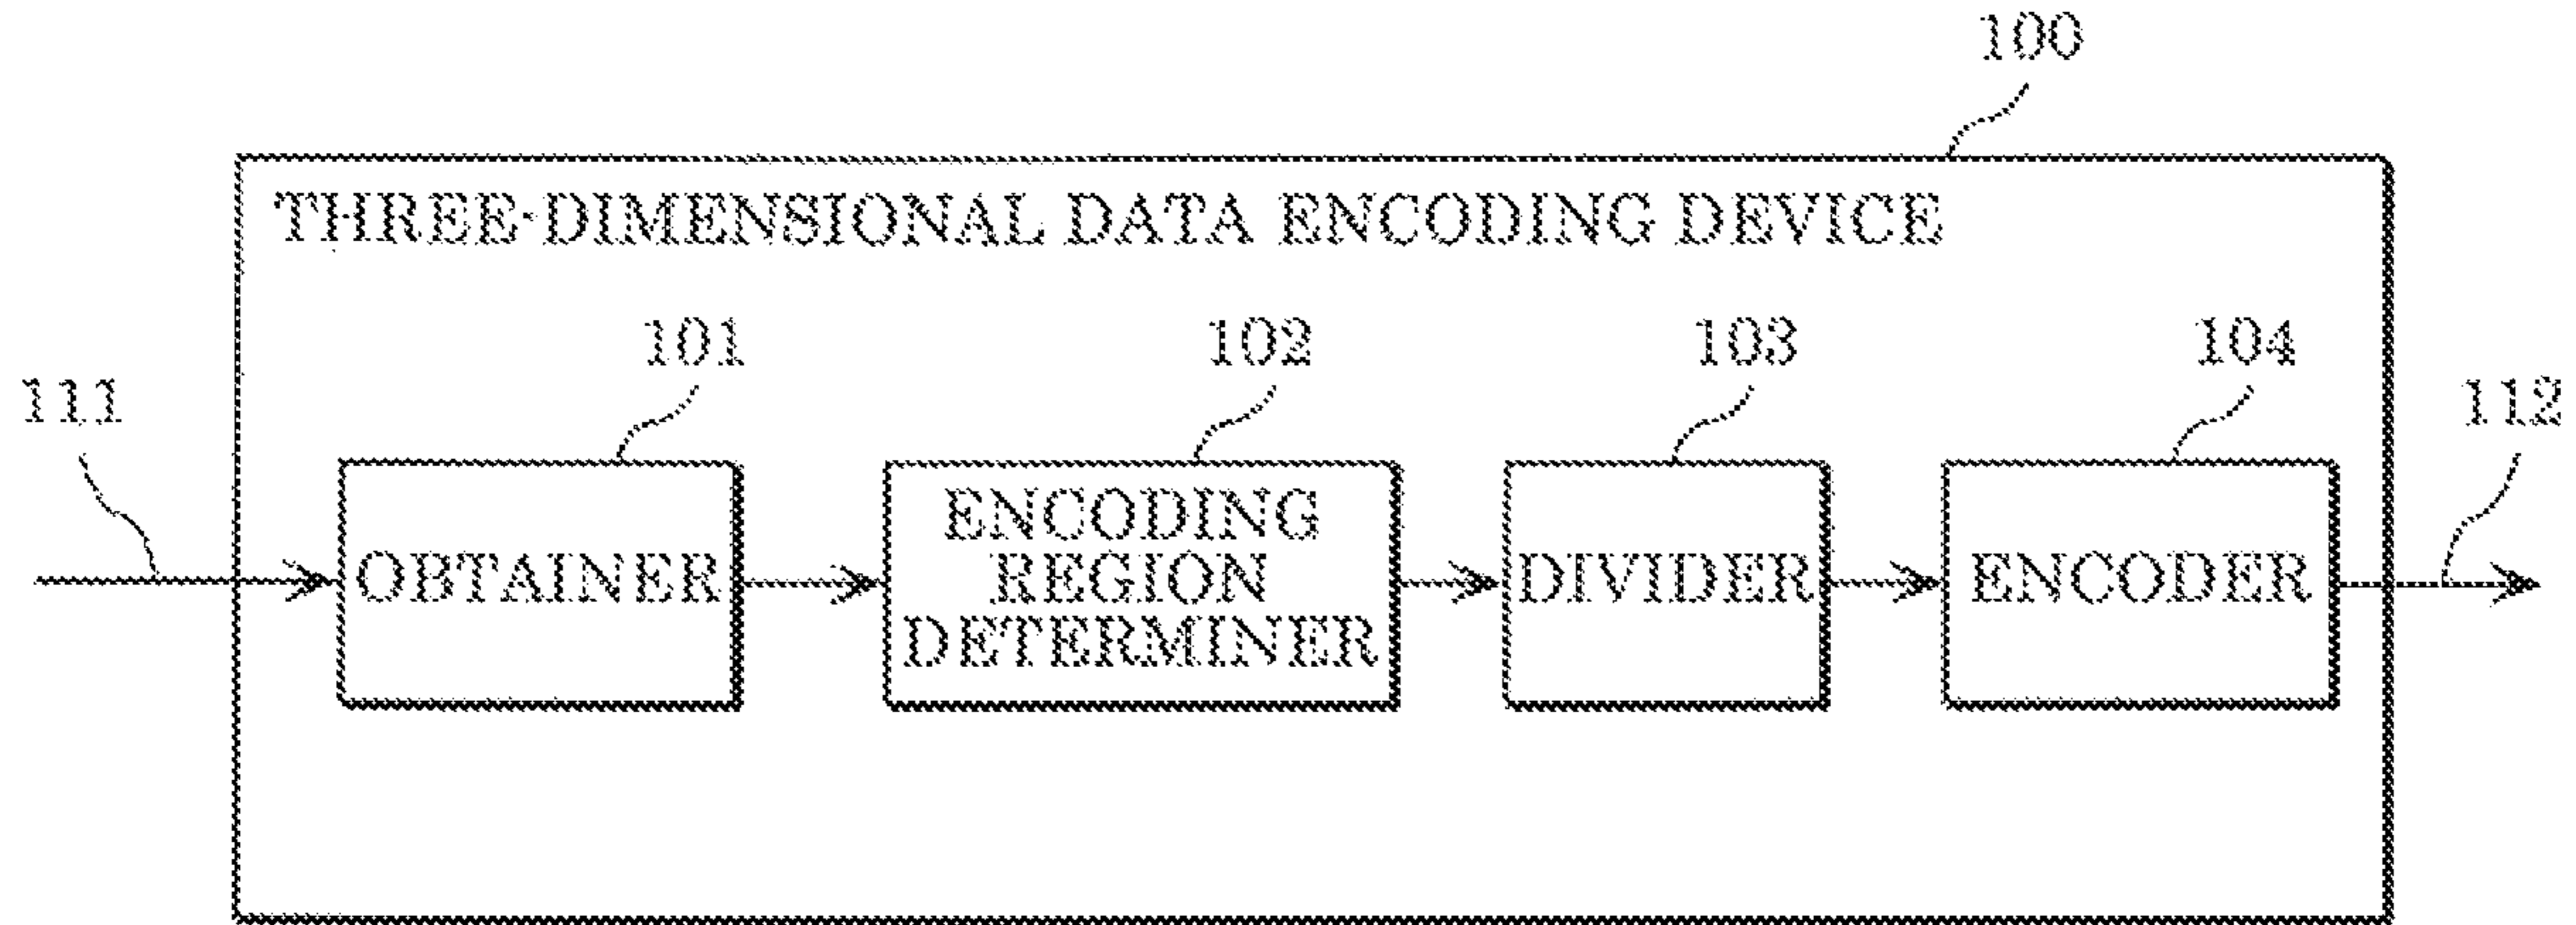 100
THREE-DIMENSIONAL DATA ENCODING DEVICE
101
102
103
104
111
112
OBTAINER
ENCODING
REGION
DETERMINER
DIVIDER
ENCODER